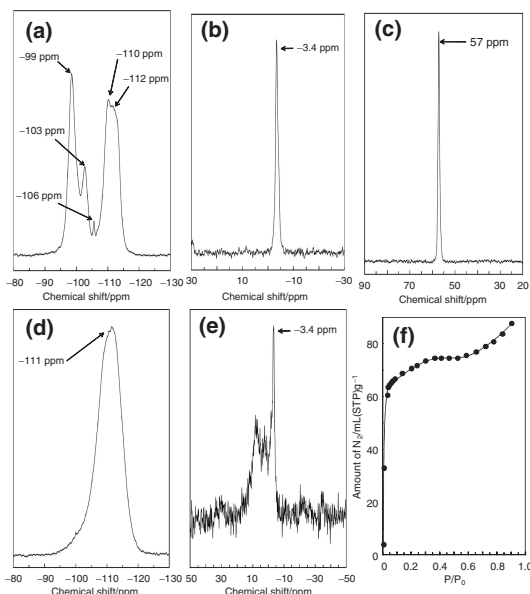 (a)
−99 ppm
−110 ppm
−112 ppm
−103 ppm
−106 ppm
−80 −90 −100 −110 −120 −130
Chemical shift/ppm
(b)
−3.4 ppm
30 10 −10 −30
Chemical shift/ppm
(c)
57 ppm
90 70 50 30 20
Chemical shift/ppm
(d)
−111 ppm
−80 −90 −100 −110 −120 −130
Chemical shift/ppm
(e)
−3.4 ppm
50 30 10 −10 −30 −50
Chemical shift/ppm
(f)
Amount of N2/mL(STP)g−1
80
60
40
20
0
0 0.2 0.4 0.6 0.8 1.0
P/P0